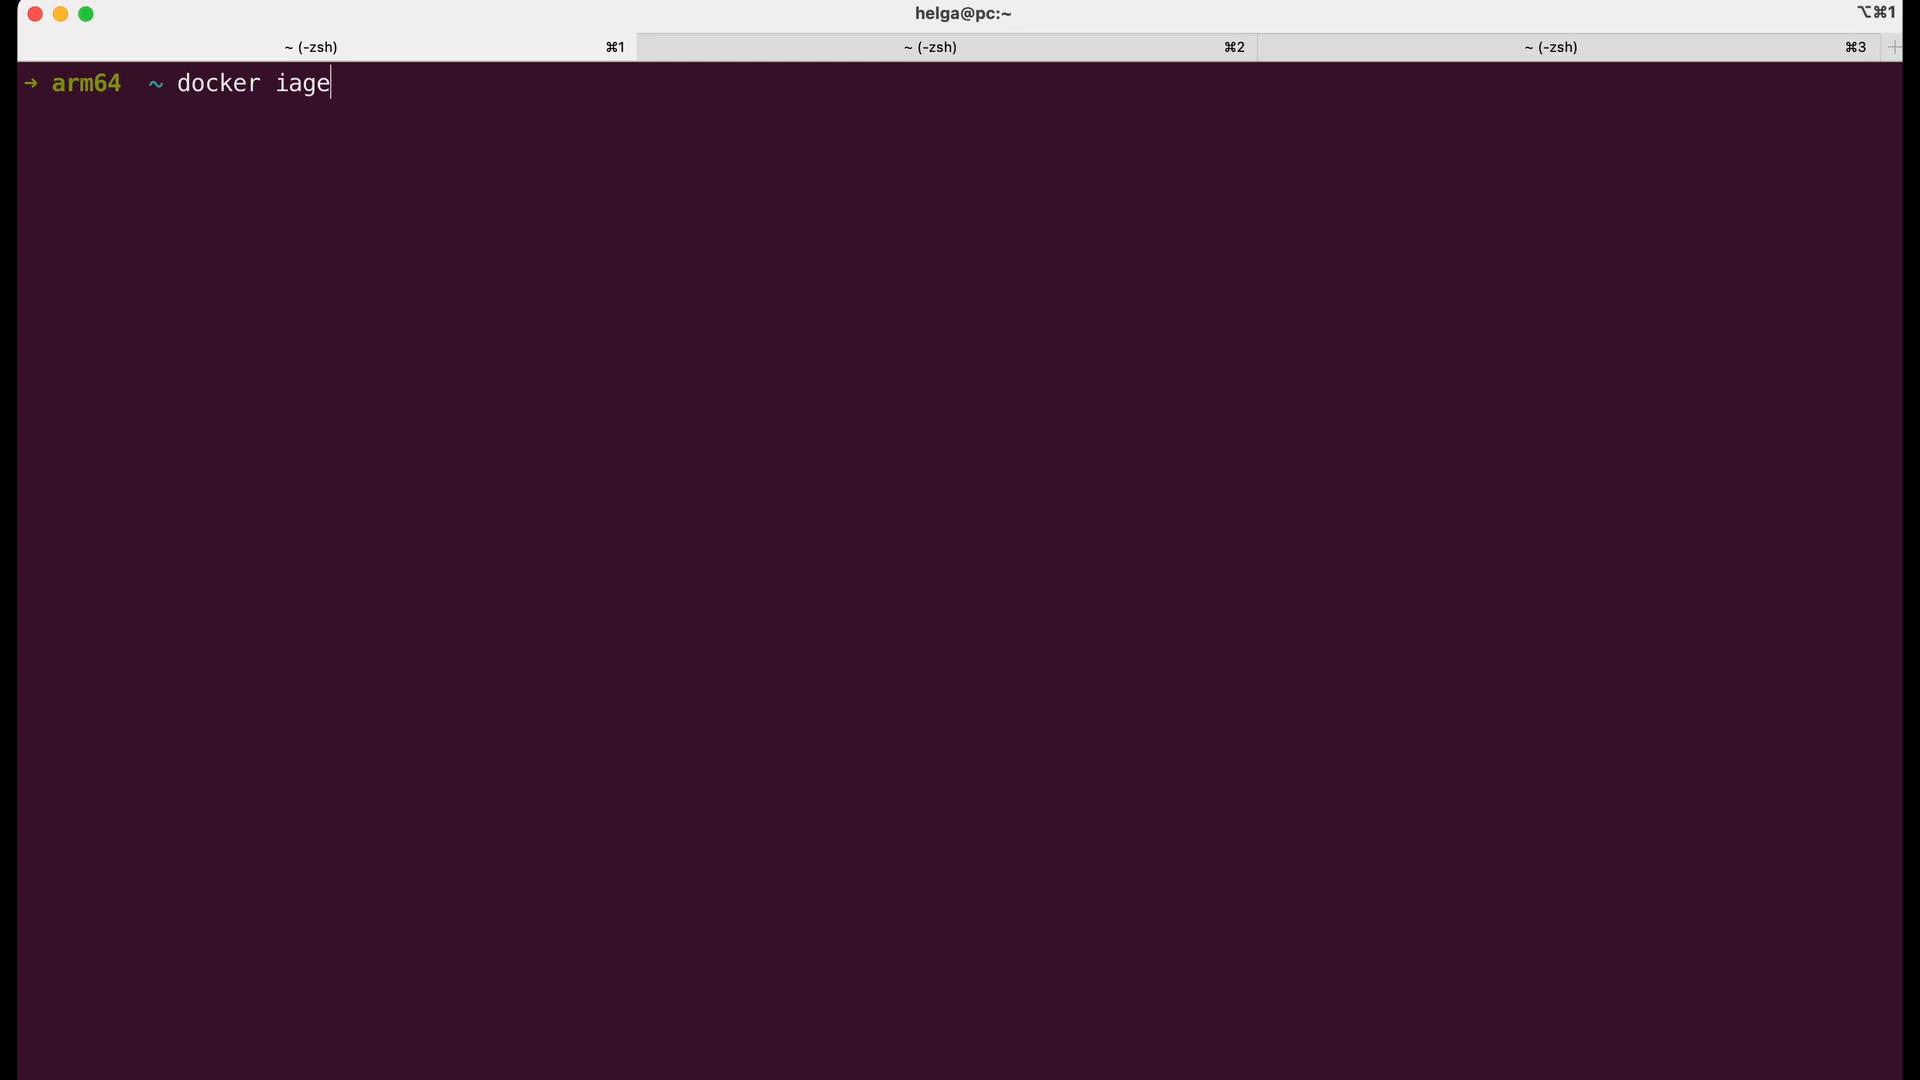 helga@pc:~
⌥⌘1
~ (-zsh) ⌘1
~ (-zsh) ⌘2
~ (-zsh) ⌘3
→ arm64 ~ docker iage